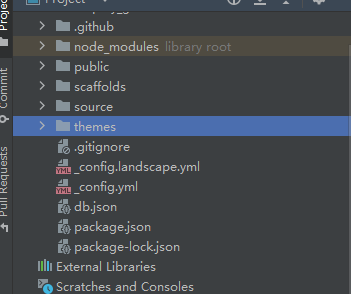 Project
.github
node_modules library root
public
scaffolds
source
themes
.gitignore
_config.landscape.yml
_config.yml
db.json
package.json
package-lock.json
External Libraries
Scratches and Consoles
Project
Commit
Pull Requests